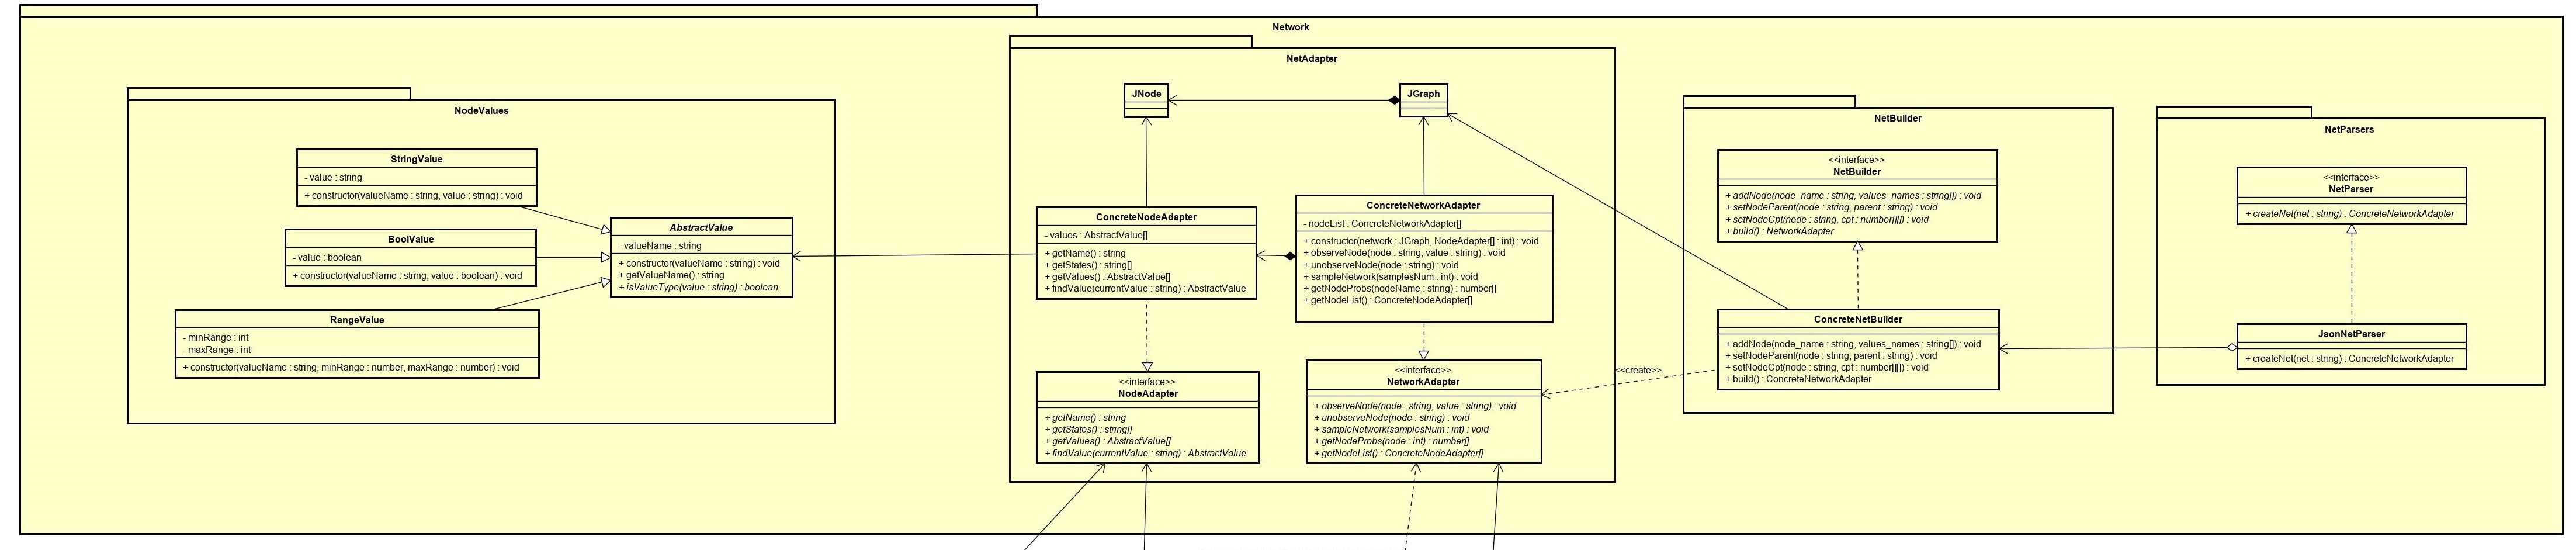 Network
NodeValues
StringValue
- value : string
+ constructor(valueName : string, value : string) : void
BoolValue
- value : boolean
+ constructor(valueName : string, value : boolean) : void
RangeValue
- minRange : int
- maxRange : int
+ constructor(valueName : string, minRange : number, maxRange : number) : void
AbstractValue
- valueName : string
+ constructor(valueName : string) : void
+ getValueName() : string
+ isValueType(value : string) : boolean
NetAdapter
JNode
JGraph
ConcreteNodeAdapter
- values : AbstractValue[]
+ getName() : string
+ getStates() : string[]
+ getValues() : AbstractValue[]
+ findValue(currentValue : string) : AbstractValue
ConcreteNetworkAdapter
- nodeList : ConcreteNetworkAdapter[]
+ constructor(network : JGraph, NodeAdapter[] : int) : void
+ observeNode(node : string, value : string) : void
+ unobserveNode(node : string) : void
+ sampleNetwork(samplesNum : int) : void
+ getNodeProbs(nodeName : string) : number[]
+ getNodeList() : ConcreteNodeAdapter[]
<<interface>>
NodeAdapter
+ getName() : string
+ getStates() : string[]
+ getValues() : AbstractValue[]
+ findValue(currentValue : string) : AbstractValue
<<interface>>
NetworkAdapter
+ observeNode(node : string, value : string) : void
+ unobserveNode(node : string) : void
+ sampleNetwork(samplesNum : int) : void
+ getNodeProbs(node : int) : number[]
+ getNodeList() : ConcreteNodeAdapter[]
<<create>>
NetBuilder
<<interface>>
NetBuilder
+ addNode(node_name : string, values_names : string[]) : void
+ setNodeParent(node : string, parent : string) : void
+ setNodeCpt(node : string, cpt : number[][]) : void
+ build() : NetworkAdapter
ConcreteNetBuilder
+ addNode(node_name : string, values_names : string[]) : void
+ setNodeParent(node : string, parent : string) : void
+ setNodeCpt(node : string, cpt : number[][]) : void
+ build() : ConcreteNetworkAdapter
NetParsers
<<interface>>
NetParser
+ createNet(net : string) : ConcreteNetworkAdapter
JsonNetParser
+ createNet(net : string) : ConcreteNetworkAdapter